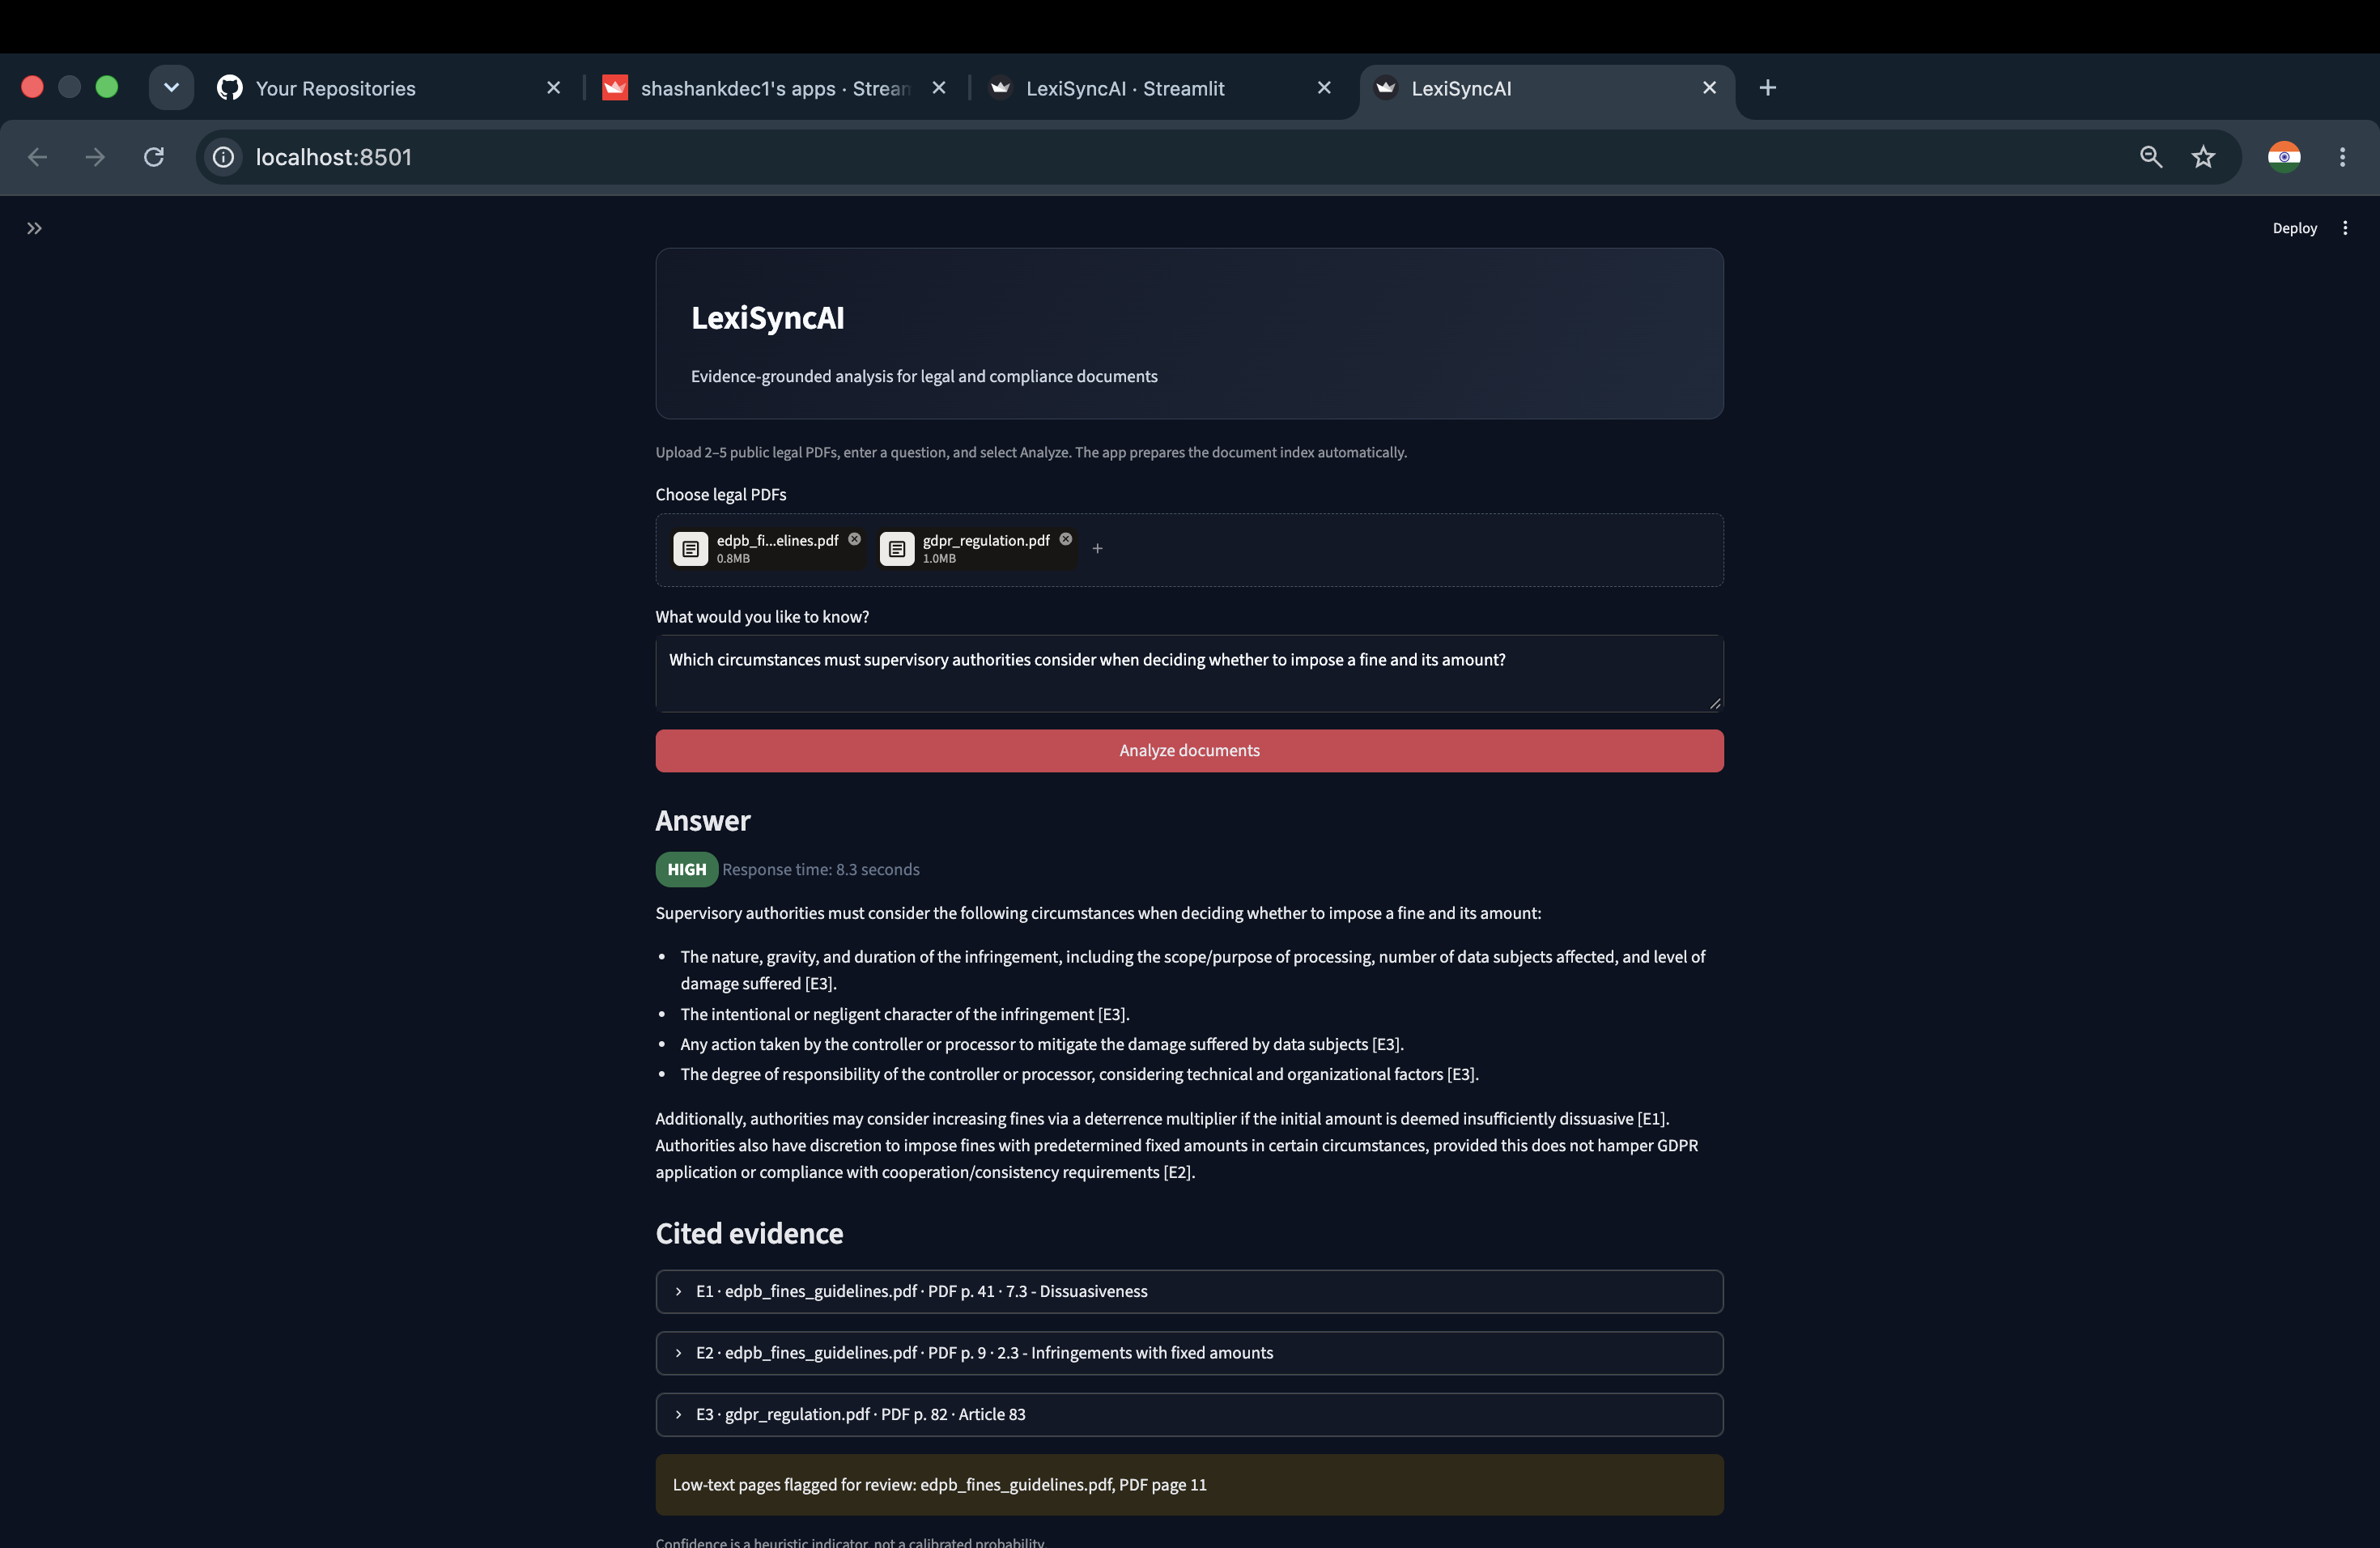 Your Repositories
shashankdec1's apps · Strean
LexiSyncAI · Streamlit
LexiSyncAI
localhost:8501
Deploy
LexiSyncAI
Evidence-grounded analysis for legal and compliance documents
Upload 2–5 public legal PDFs, enter a question, and select Analyze. The app prepares the document index automatically.
Choose legal PDFs
edpb_fi...elines.pdf
0.8MB
gdpr_regulation.pdf
1.0MB
What would you like to know?
Which circumstances must supervisory authorities consider when deciding whether to impose a fine and its amount?
Analyze documents
Answer
HIGH Response time: 8.3 seconds
Supervisory authorities must consider the following circumstances when deciding whether to impose a fine and its amount:
• The nature, gravity, and duration of the infringement, including the scope/purpose of processing, number of data subjects affected, and level of
damage suffered [E3].
• The intentional or negligent character of the infringement [E3].
• Any action taken by the controller or processor to mitigate the damage suffered by data subjects [E3].
• The degree of responsibility of the controller or processor, considering technical and organizational factors [E3].
Additionally, authorities may consider increasing fines via a deterrence multiplier if the initial amount is deemed insufficiently dissuasive [E1].
Authorities also have discretion to impose fines with predetermined fixed amounts in certain circumstances, provided this does not hamper GDPR
application or compliance with cooperation/consistency requirements [E2].
Cited evidence
E1 · edpb_fines_guidelines.pdf · PDF p. 41 · 7.3 - Dissuasiveness
E2 · edpb_fines_guidelines.pdf · PDF p. 9 · 2.3 - Infringements with fixed amounts
E3 · gdpr_regulation.pdf · PDF p. 82 · Article 83
Low-text pages flagged for review: edpb_fines_guidelines.pdf, PDF page 11
Confidence is a heuristic indicator, not a calibrated probability.